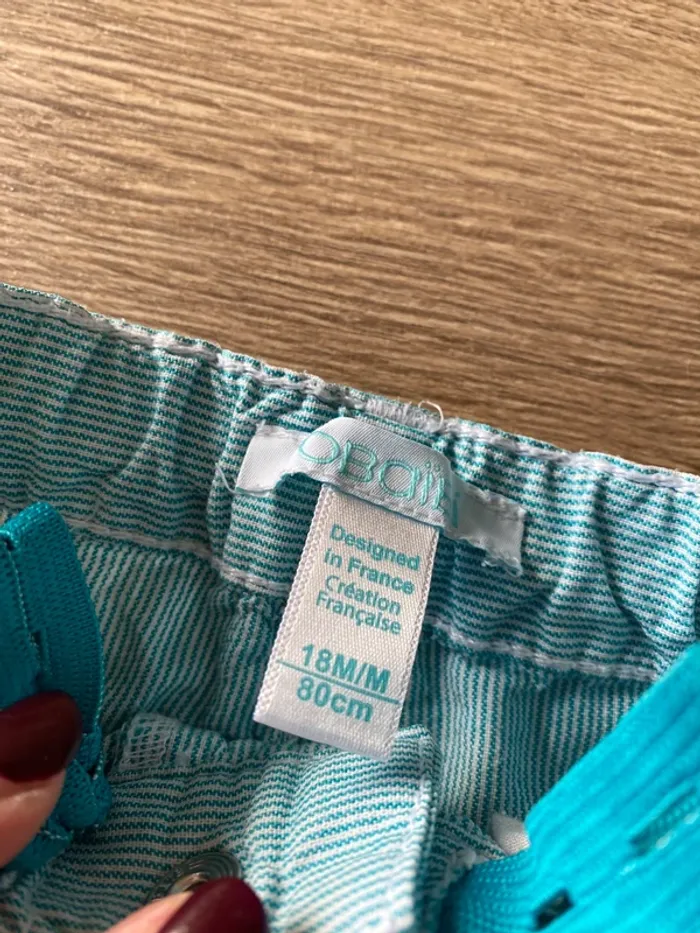 OBaïBI
Designed
in France
Création
Française
18M/M
80cm